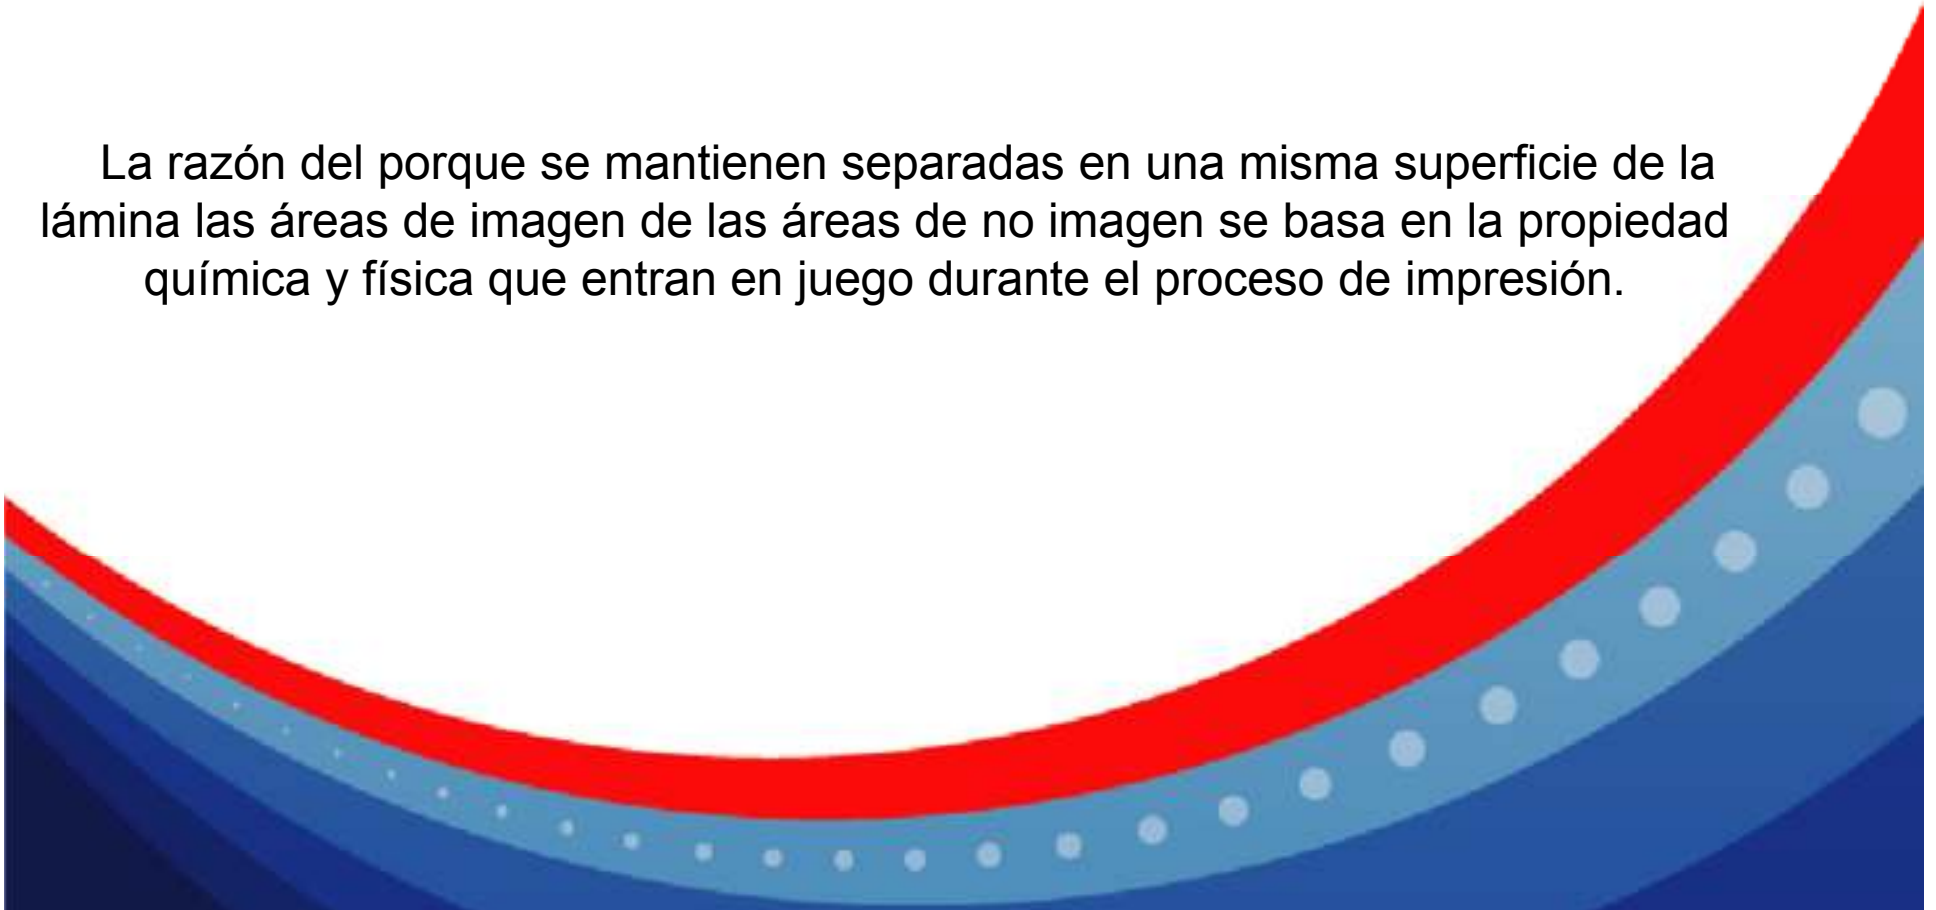 La razón del porque se mantienen separadas en una misma superficie de la
lámina las áreas de imagen de las áreas de no imagen se basa en la propiedad
química y física que entran en juego durante el proceso de impresión.